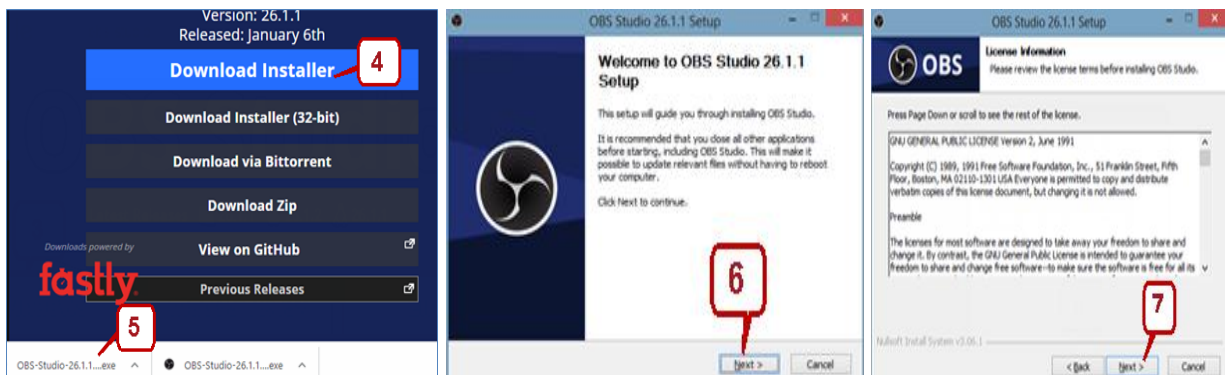 Version: 26.1.1
Released: January 6th
Download Installer
4
Download Installer (32-bit)
Download via Bittorrent
Download Zip
Downloads powered by
View on GitHub
fastly.
Previous Releases
5
OBS-Studio-26.1.1....exe
OBS-Studio-26.1.1....exe
OBS Studio 26.1.1 Setup
Welcome to OBS Studio 26.1.1
Setup
This setup will guide you through installing OBS Studio.
It is recommended that you close all other applications
before starting, including OBS Studio. This will make it
possible to update relevant files without having to reboot
your computer.
Click Next to continue.
6
Next >
Cancel
OBS Studio 26.1.1 Setup
OBS
License Information
Please review the license terms before installing OBS Studio.
Press Page Down or scroll to see the rest of the license.
GNU GENERAL PUBLIC LICENSE Version 2, June 1991
Copyright (C) 1989, 1991 Free Software Foundation, Inc., 51 Franklin Street, Fifth
Floor, Boston, MA 02110-1301 USA Everyone is permitted to copy and distribute
verbatim copies of this license document, but changing it is not allowed.
Preamble
The licenses for most software are designed to take away your freedom to share and
change it. By contrast, the GNU General Public License is intended to guarantee your
freedom to share and change free software--to make sure the software is free for all its
7
Nullsoft Install System v3.06.1
< Back
Next >
Cancel